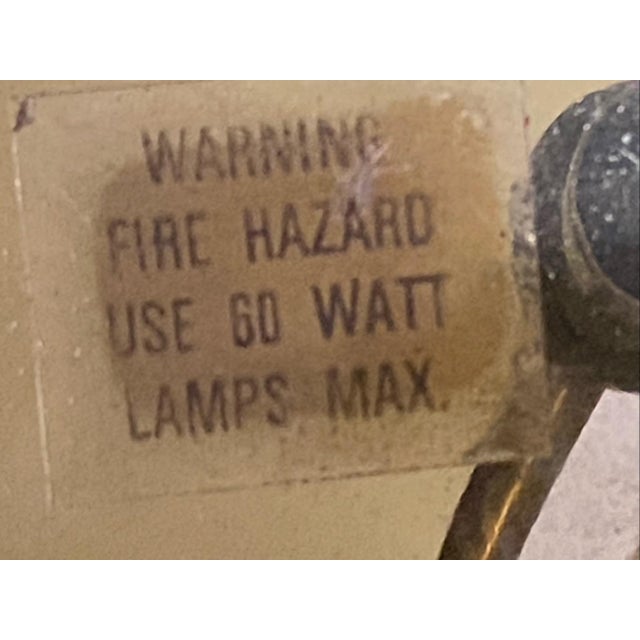 WARNING
FIRE HAZARD
USE 60 WATT
LAMPS MAX.